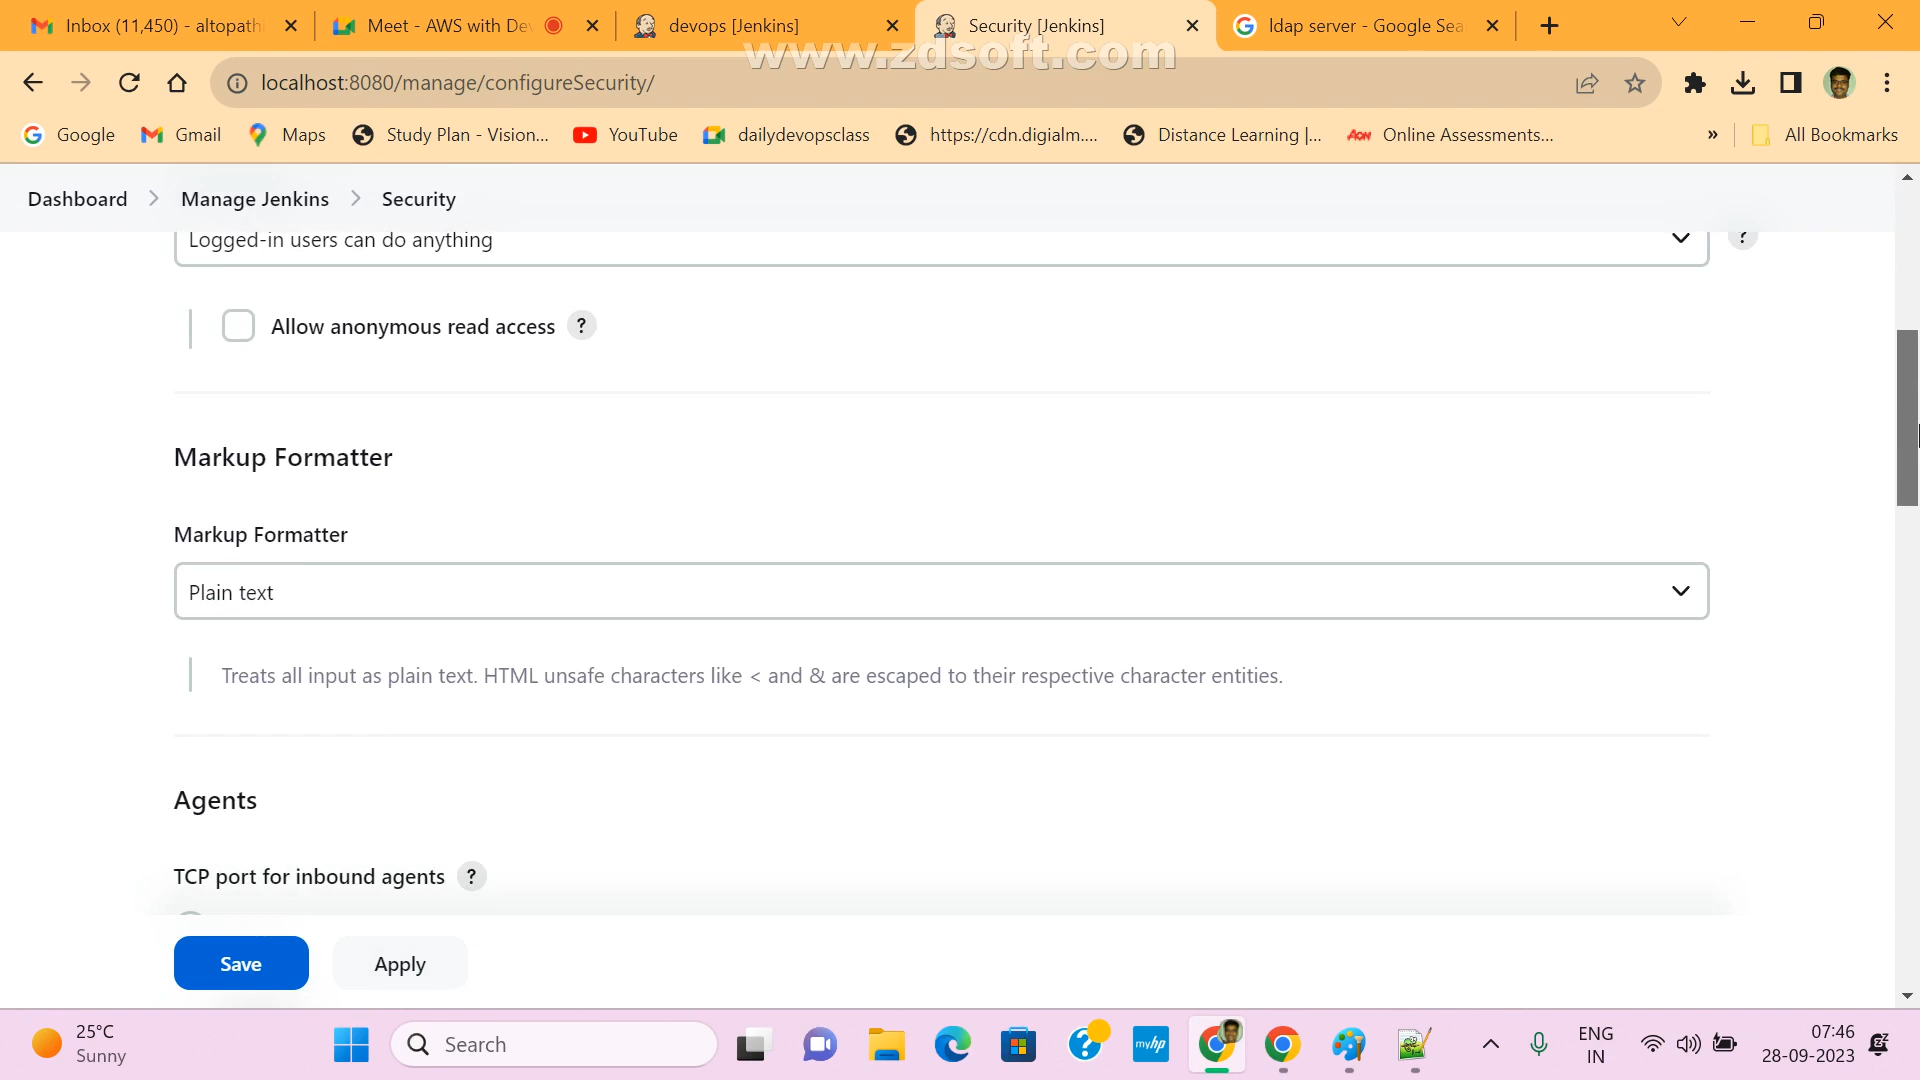 Inbox (11,450) - altopath
Meet - AWS with Dev
devops [Jenkins]
Security [Jenkins]
ldap server - Google Sea
www.zdsoft.com
localhost:8080/manage/configureSecurity/
Google
Gmail
Maps
Study Plan - Vision...
YouTube
dailydevopsclass
https://cdn.digialm....
Distance Learning |...
AON
Online Assessments...
»
All Bookmarks
Dashboard
Manage Jenkins
Security
Logged-in users can do anything
?
Allow anonymous read access ?
Markup Formatter
Markup Formatter
Plain text
Treats all input as plain text. HTML unsafe characters like < and & are escaped to their respective character entities.
Agents
TCP port for inbound agents ?
Save
Apply
25°C
Sunny
Search
myhp
ENG
IN
07:46
28-09-2023